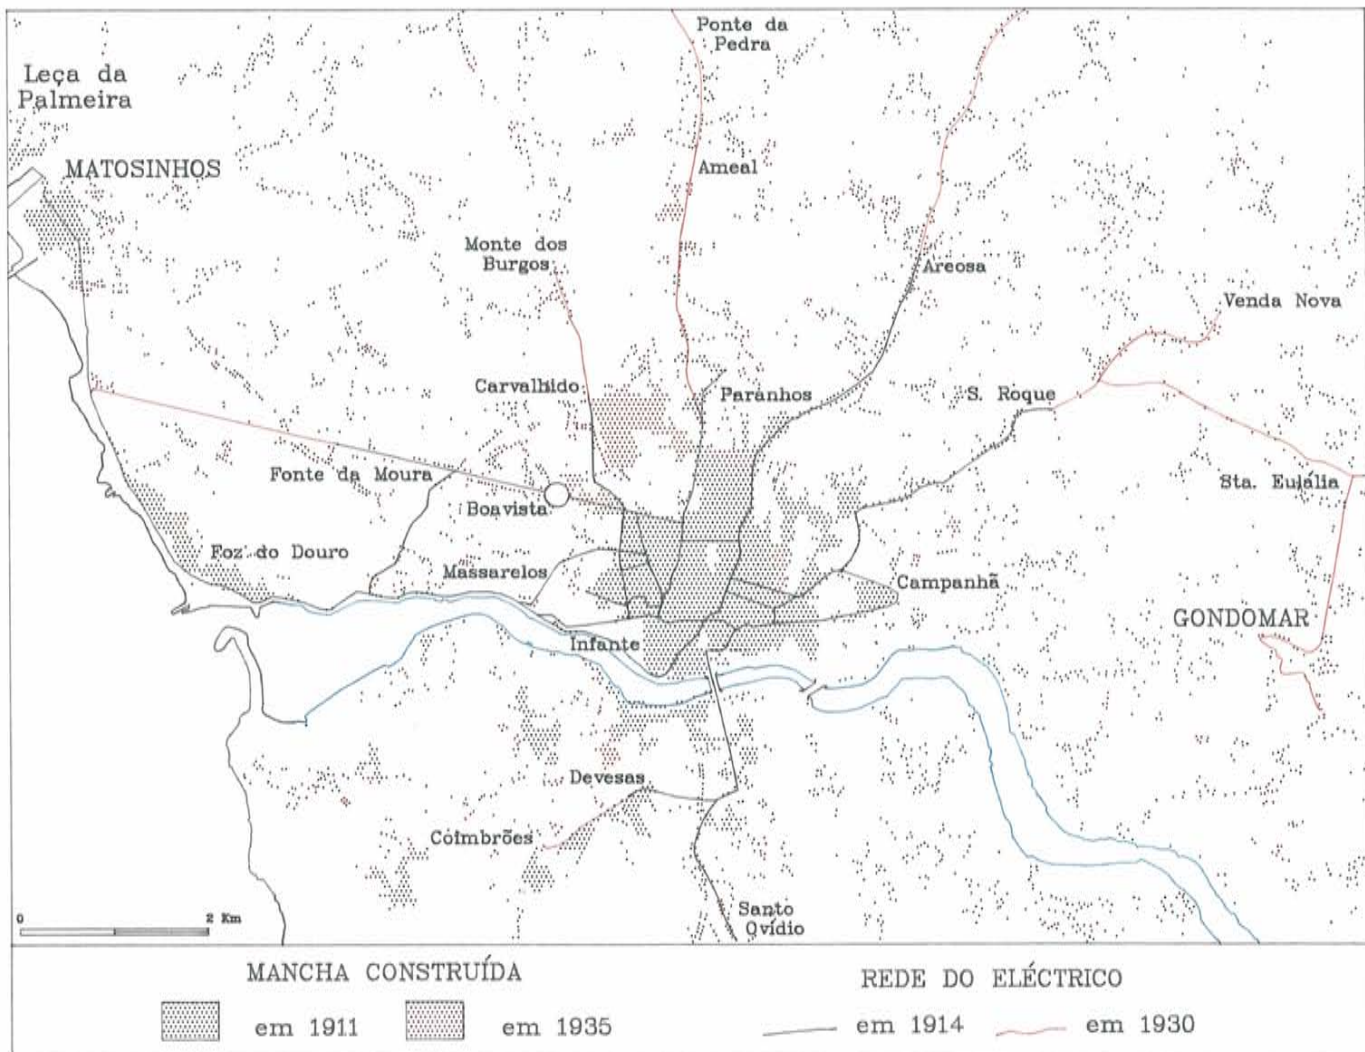 Ponte da
Pedra
Leça da
Palmeira
MATOSINHOS
Ameal
Monte dos
Burgos
Areosa
Venda Nova
Carvalhido
Paranhos
S. Roque
Fonte da Moura
Boavista
Sta. Eulália
Foz do Douro
Massarelos
Campanhã
GONDOMAR
Infante
Devesas
Coimbrões
Santo
Ovídio
0 2 Km
MANCHA CONSTRUÍDA
REDE DO ELÉCTRICO
em 1911
em 1935
em 1914
em 1930